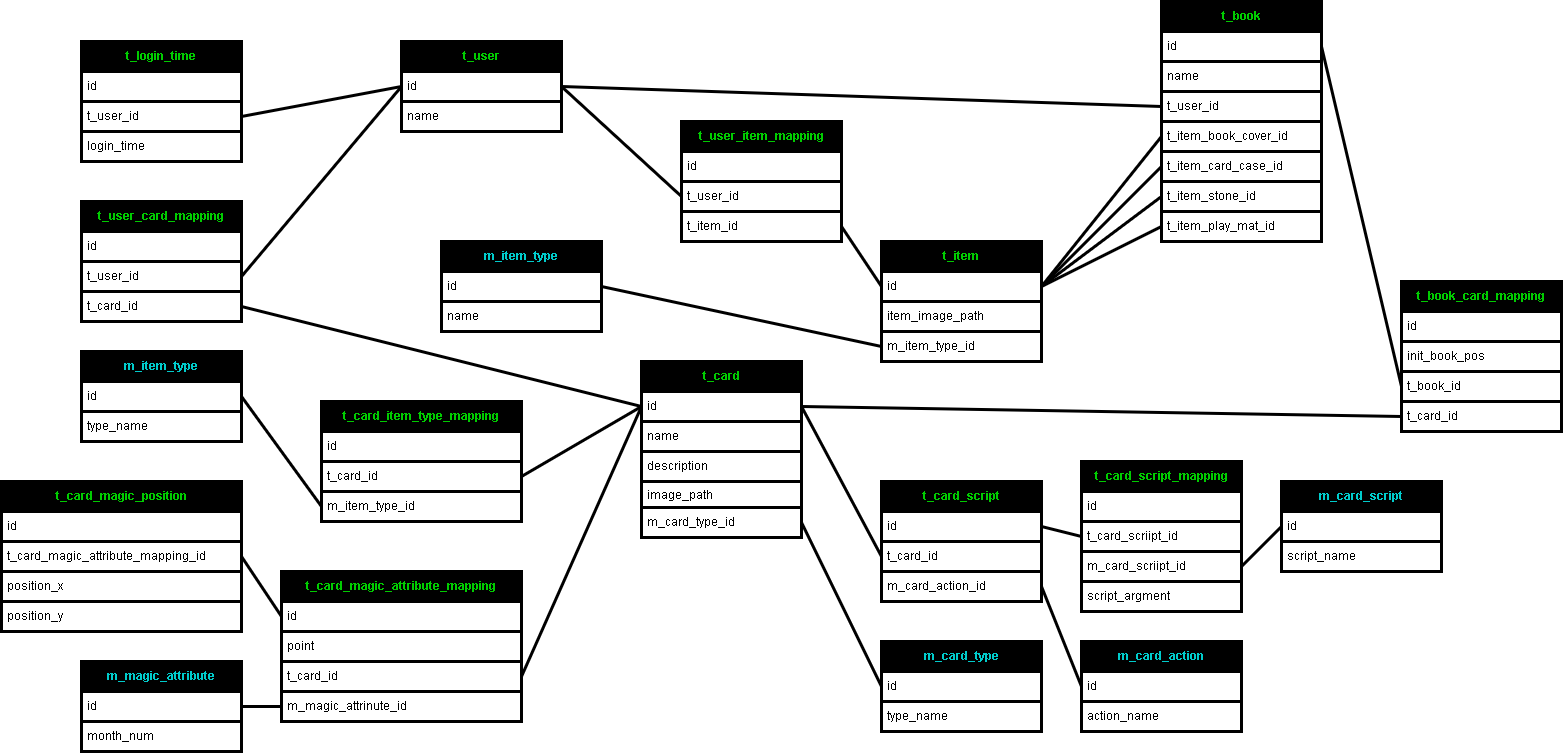 t_login_time
id
t_user_id
login_time
t_user
id
name
t_book
id
name
t_user_id
t_item_book_cover_id
t_item_card_case_id
t_item_stone_id
t_item_play_mat_id
t_user_item_mapping
id
t_user_id
t_item_id
t_user_card_mapping
id
t_user_id
t_card_id
m_item_type
id
name
t_item
id
item_image_path
m_item_type_id
t_book_card_mapping
id
init_book_pos
t_book_id
t_card_id
m_item_type
id
type_name
t_card_item_type_mapping
id
t_card_id
m_item_type_id
t_card
id
name
description
image_path
m_card_type_id
t_card_magic_position
id
t_card_magic_attribute_mapping_id
position_x
position_y
t_card_script
id
t_card_id
m_card_action_id
t_card_script_mapping
id
t_card_scriipt_id
m_card_scriipt_id
script_argment
m_card_script
id
script_name
t_card_magic_attribute_mapping
id
point
t_card_id
m_magic_attrinute_id
m_magic_attribute
id
month_num
m_card_type
id
type_name
m_card_action
id
action_name